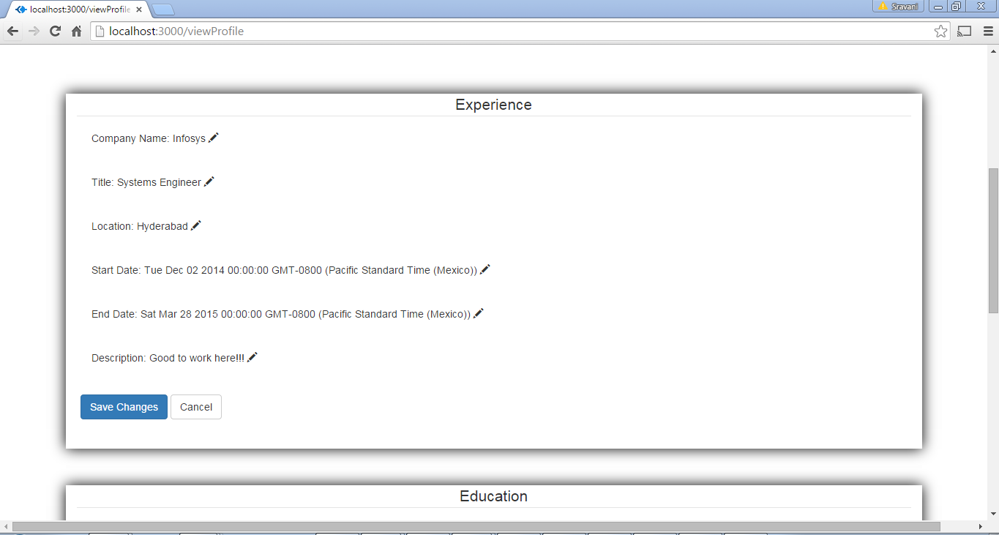 localhost:3000/viewProfile
Sravani
localhost:3000/viewProfile
Experience
Company Name: Infosys
Title: Systems Engineer
Location: Hyderabad
Start Date: Tue Dec 02 2014 00:00:00 GMT-0800 (Pacific Standard Time (Mexico))
End Date: Sat Mar 28 2015 00:00:00 GMT-0800 (Pacific Standard Time (Mexico))
Description: Good to work here!!!
Save Changes Cancel
Education